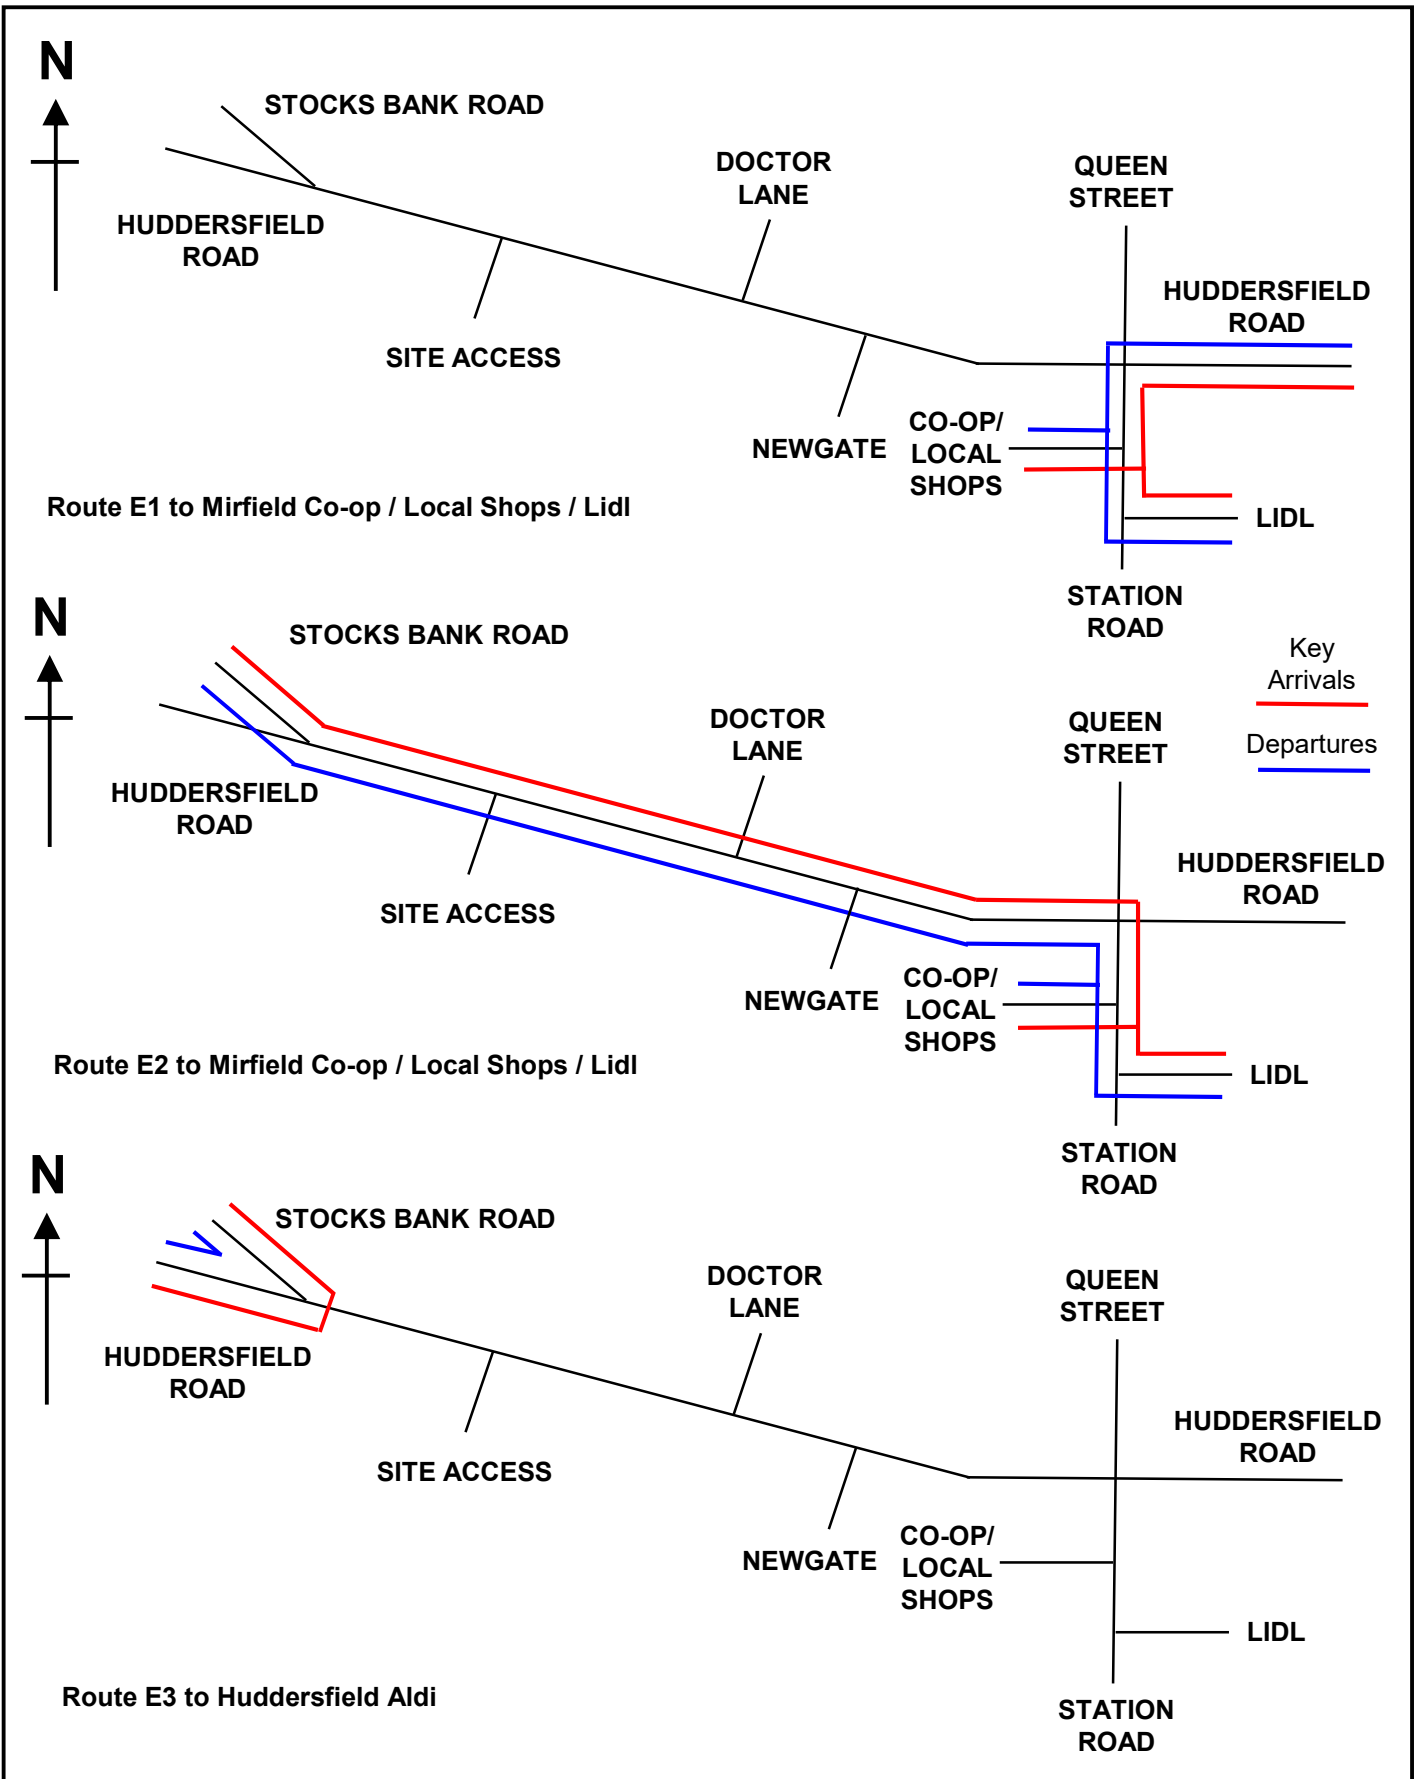 N
STOCKS BANK ROAD
DOCTOR
LANE
QUEEN
STREET
HUDDERSFIELD
ROAD
HUDDERSFIELD
ROAD
SITE ACCESS
NEWGATE
CO-OP/
LOCAL
SHOPS
LIDL
Route E1 to Mirfield Co-op / Local Shops / Lidl
STATION
ROAD
N
STOCKS BANK ROAD
Key
Arrivals
Departures
DOCTOR
LANE
QUEEN
STREET
HUDDERSFIELD
ROAD
HUDDERSFIELD
ROAD
SITE ACCESS
NEWGATE
CO-OP/
LOCAL
SHOPS
LIDL
Route E2 to Mirfield Co-op / Local Shops / Lidl
STATION
ROAD
N
STOCKS BANK ROAD
DOCTOR
LANE
QUEEN
STREET
HUDDERSFIELD
ROAD
HUDDERSFIELD
ROAD
SITE ACCESS
NEWGATE
CO-OP/
LOCAL
SHOPS
LIDL
Route E3 to Huddersfield Aldi
STATION
ROAD